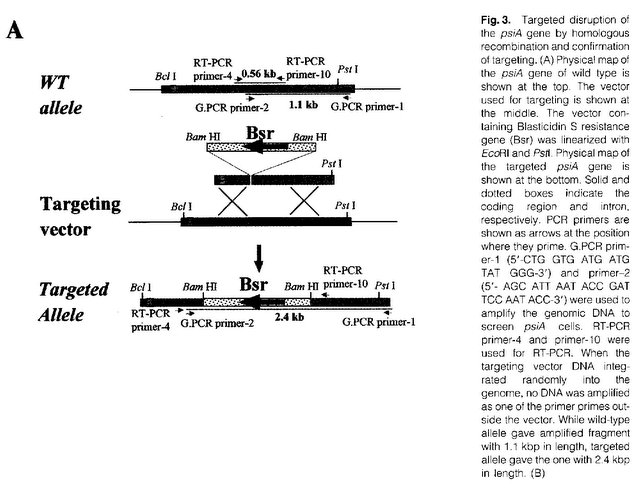 A
RT-PCR
primer-4
0.56 kb
RT-PCR
primer-10
Bcl I
Pst I
WT
allele
G.PCR primer-2
1.1 kb
G.PCR primer-1
Bam HI
Bsr
Bam HI
Pst I
Targeting
vector
Bcl I
Pst I
Targeted
Allele
Bcl I
Bam HI
Bsr
Bam HI
RT-PCR
primer-10
Pst I
RT-PCR
primer-4
G.PCR primer-2
2.4 kb
G.PCR primer-1
Fig. 3. Targeted disruption of
the psiA gene by homologous
recombination and confirmation
of targeting. (A) Physical map of
the psiA gene of wild type is
shown at the top. The vector
used for targeting is shown at
the middle. The vector con-
taining Blasticidin S resistance
gene (Bsr) was linearized with
EcoRI and PstI. Physical map of
the targeted psiA gene is
shown at the bottom. Solid and
dotted boxes indicate the
coding region and intron,
respectively. PCR primers are
shown as arrows at the position
where they prime. G.PCR prim-
er-1 (5'-CTG GTG ATG ATG
TAT GGG-3') and primer-2
(5'- AGC ATT AAT ACC GAT
TCC AAT ACC-3') were used to
amplify the genomic DNA to
screen psiA cells. RT-PCR
primer-4 and primer-10 were
used for RT-PCR. When the
targeting vector DNA integ-
rated randomly into the
genome, no DNA was amplified
as one of the primer primes out-
side the vector. While wild-type
allele gave amplified fragment
with 1.1 kbp in length, targeted
allele gave the one with 2.4 kbp
in length. (B)